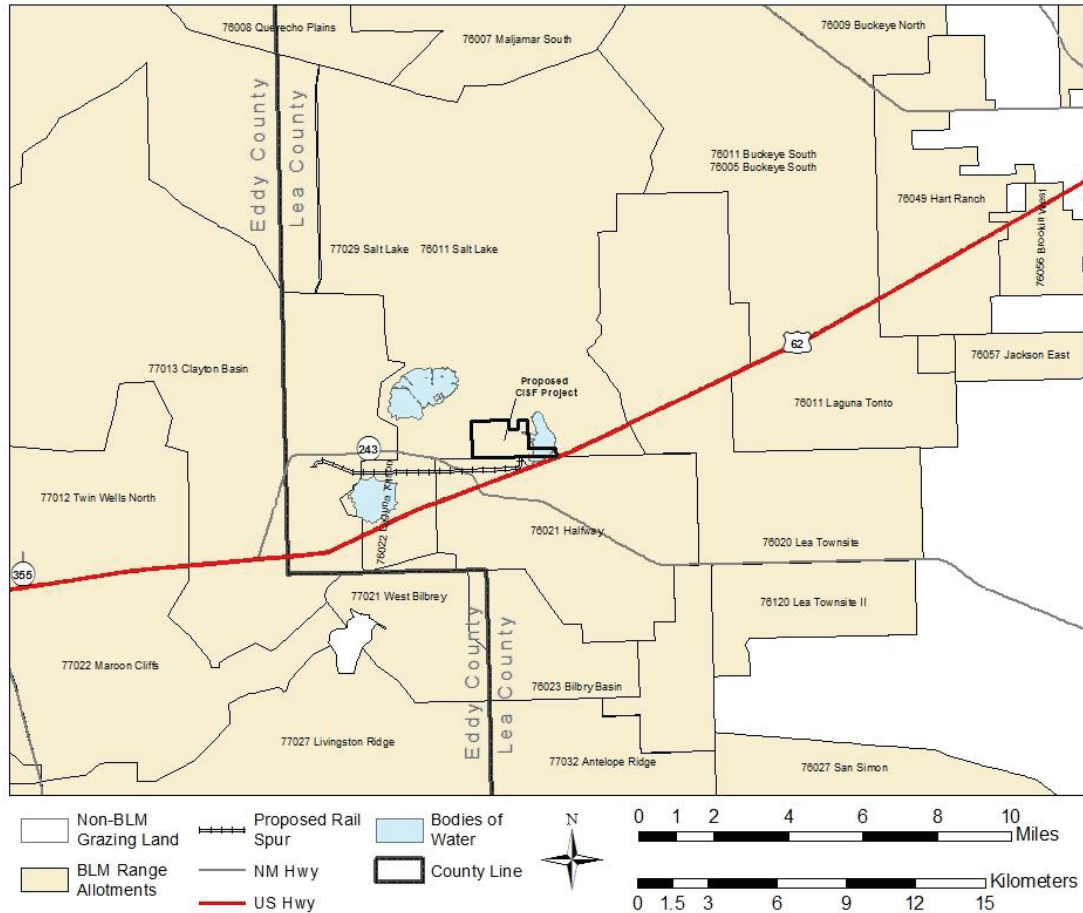 76008 Querecho Plains
76007 Maljamar South
76009 Buckeye North
Eddy County
Lea County
76011 Buckeye South
76005 Buckeye South
76049 Hart Ranch
76056 Brookin West
77029 Salt Lake
76011 Salt Lake
62
76057 Jackson East
77013 Clayton Basin
Proposed
CISF Project
76011 Laguna Tonto
243
77012 Twin Wells North
76022 Laguna Toston
76021 Halfway
76020 Lea Townsite
355
77021 West Bilbrey
76120 Lea Townsite II
Eddy County
Lea County
77022 Maroon Cliffs
76023 Bilbry Basin
77027 Livingston Ridge
77032 Antelope Ridge
76027 San Simon
Non-BLM
Grazing Land
BLM Range
Allotments
Proposed Rail
Spur
NM Hwy
US Hwy
Bodies of
Water
County Line
N
0 1 2 4 6 8 10
Miles
Kilometers
0 1.5 3 6 9 12 15